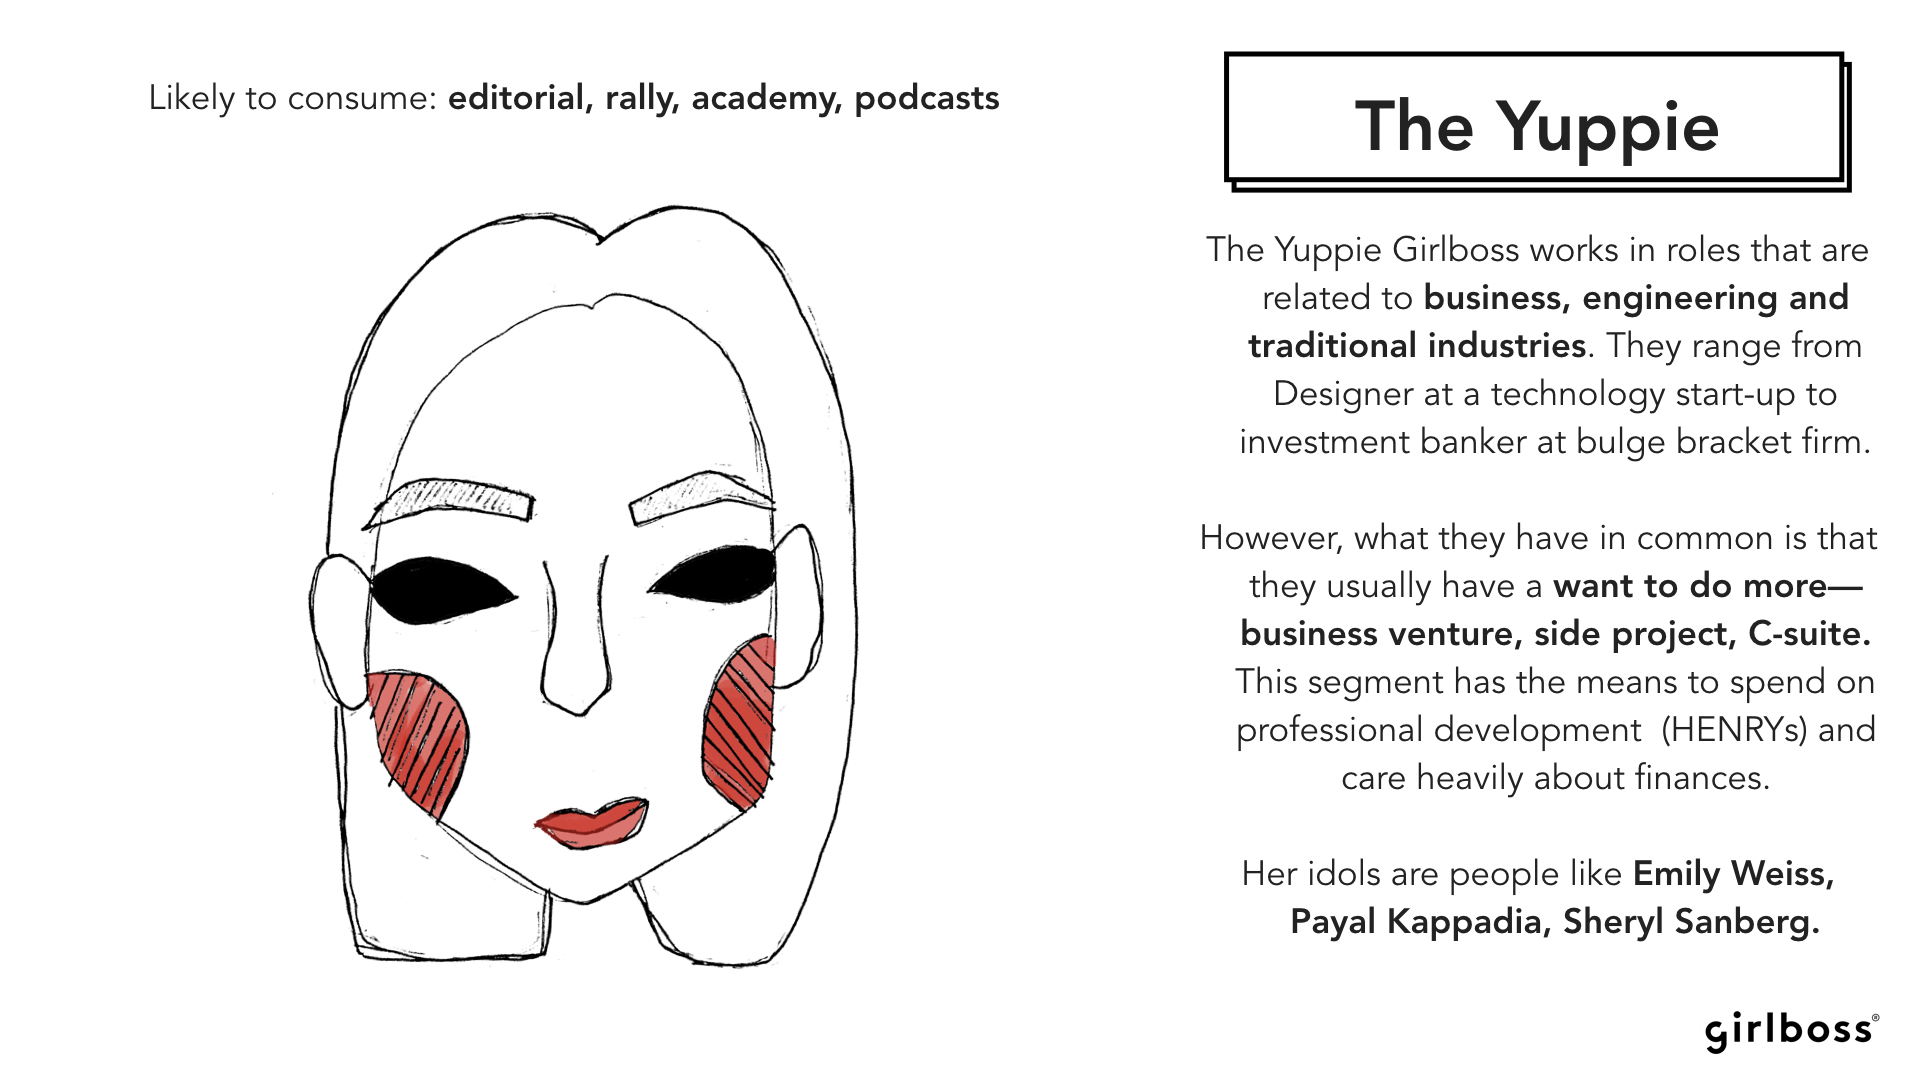 Likely to consume: editorial, rally, academy, podcasts
The Yuppie
The Yuppie Girlboss works in roles that are
related to business, engineering and
traditional industries. They range from
Designer at a technology start-up to
investment banker at bulge bracket firm.
However, what they have in common is that
they usually have a want to do more—
business venture, side project, C-suite.
This segment has the means to spend on
professional development  (HENRYs) and
care heavily about finances.
Her idols are people like Emily Weiss,
Payal Kappadia, Sheryl Sanberg.
girlboss®